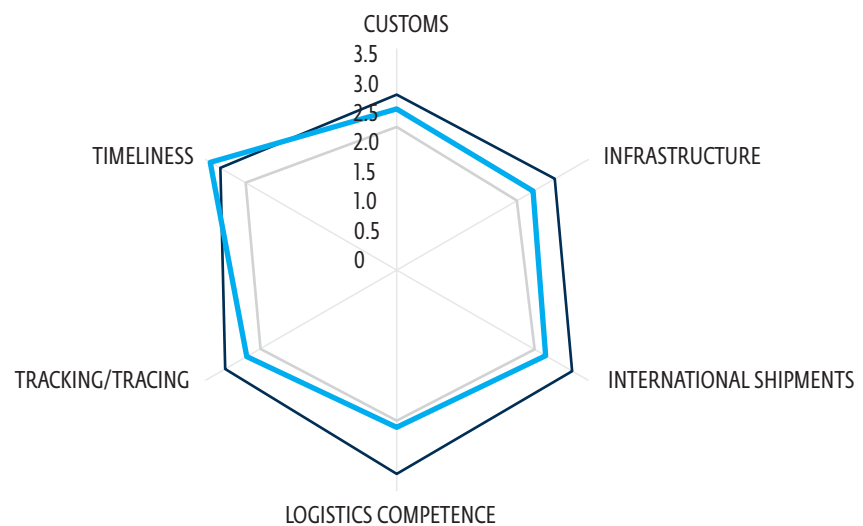 CUSTOMS
3.5
3.0
2.5
2.0
1.5
1.0
0.5
0
TIMELINESS
INFRASTRUCTURE
TRACKING/TRACING
INTERNATIONAL SHIPMENTS
LOGISTICS COMPETENCE